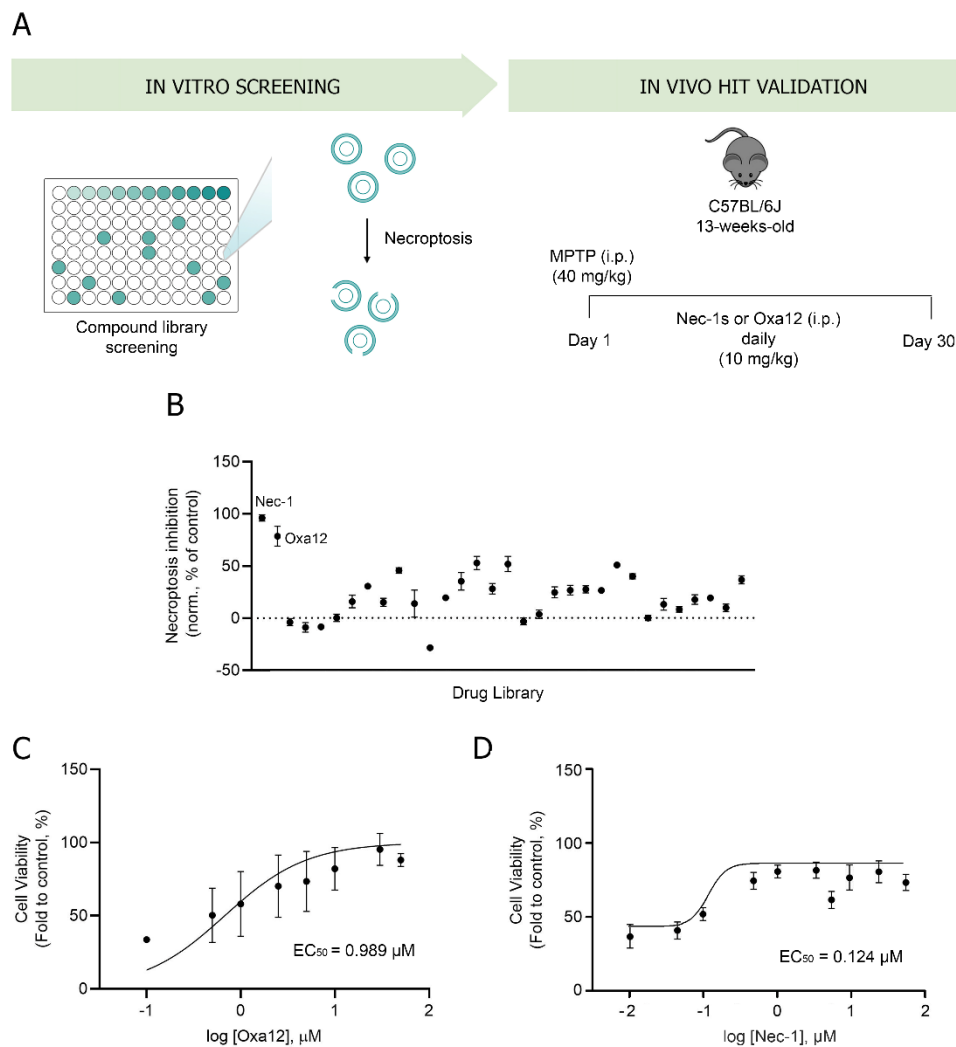 A
IN VITRO SCREENING
IN VIVO HIT VALIDATION
Compound library
screening
Necroptosis
C57BL/6J
13-weeks-old
MPTP (i.p.)
(40 mg/kg)
Day 1
Nec-1s or Oxa12 (i.p.)
daily
(10 mg/kg)
Day 30
B
Necroptosis inhibition
(norm., % of control)
150
100
50
0
-50
Nec-1
Oxa12
Drug Library
C
Cell Viability
(Fold to control, %)
150
100
50
0
EC₅₀ = 0.989 µM
-1
0
1
2
log [Oxa12], µM
D
Cell Viability
(Fold to control, %)
150
100
50
0
EC₅₀ = 0.124 µM
-2
-1
0
1
2
log [Nec-1], µM